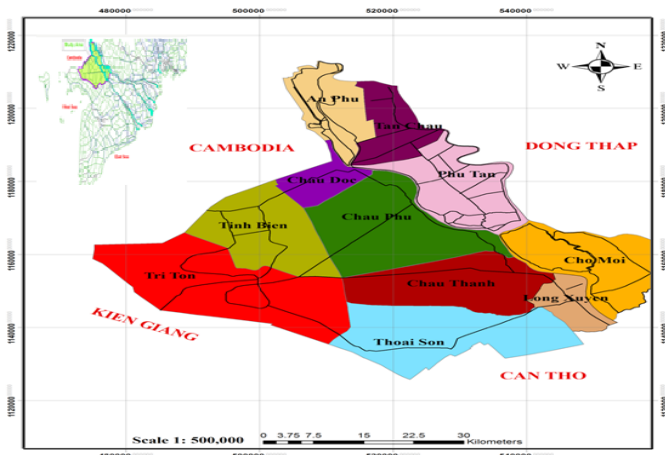 480000 500000 520000 540000
1220000
1200000
1180000
1160000
1140000
1120000
N
W E
S
An Phu
Tan Chau
CAMBODIA
DONG THAP
Phu Tan
Chau Doc
Chau Phu
Tinh Bien
Cho Moi
Tri Ton
Chau Thanh
Long Xuyen
KIEN GIANG
Thoai Son
CAN THO
Scale 1: 500,000
0 3.75 7.5 15 22.5 30
Kilometers